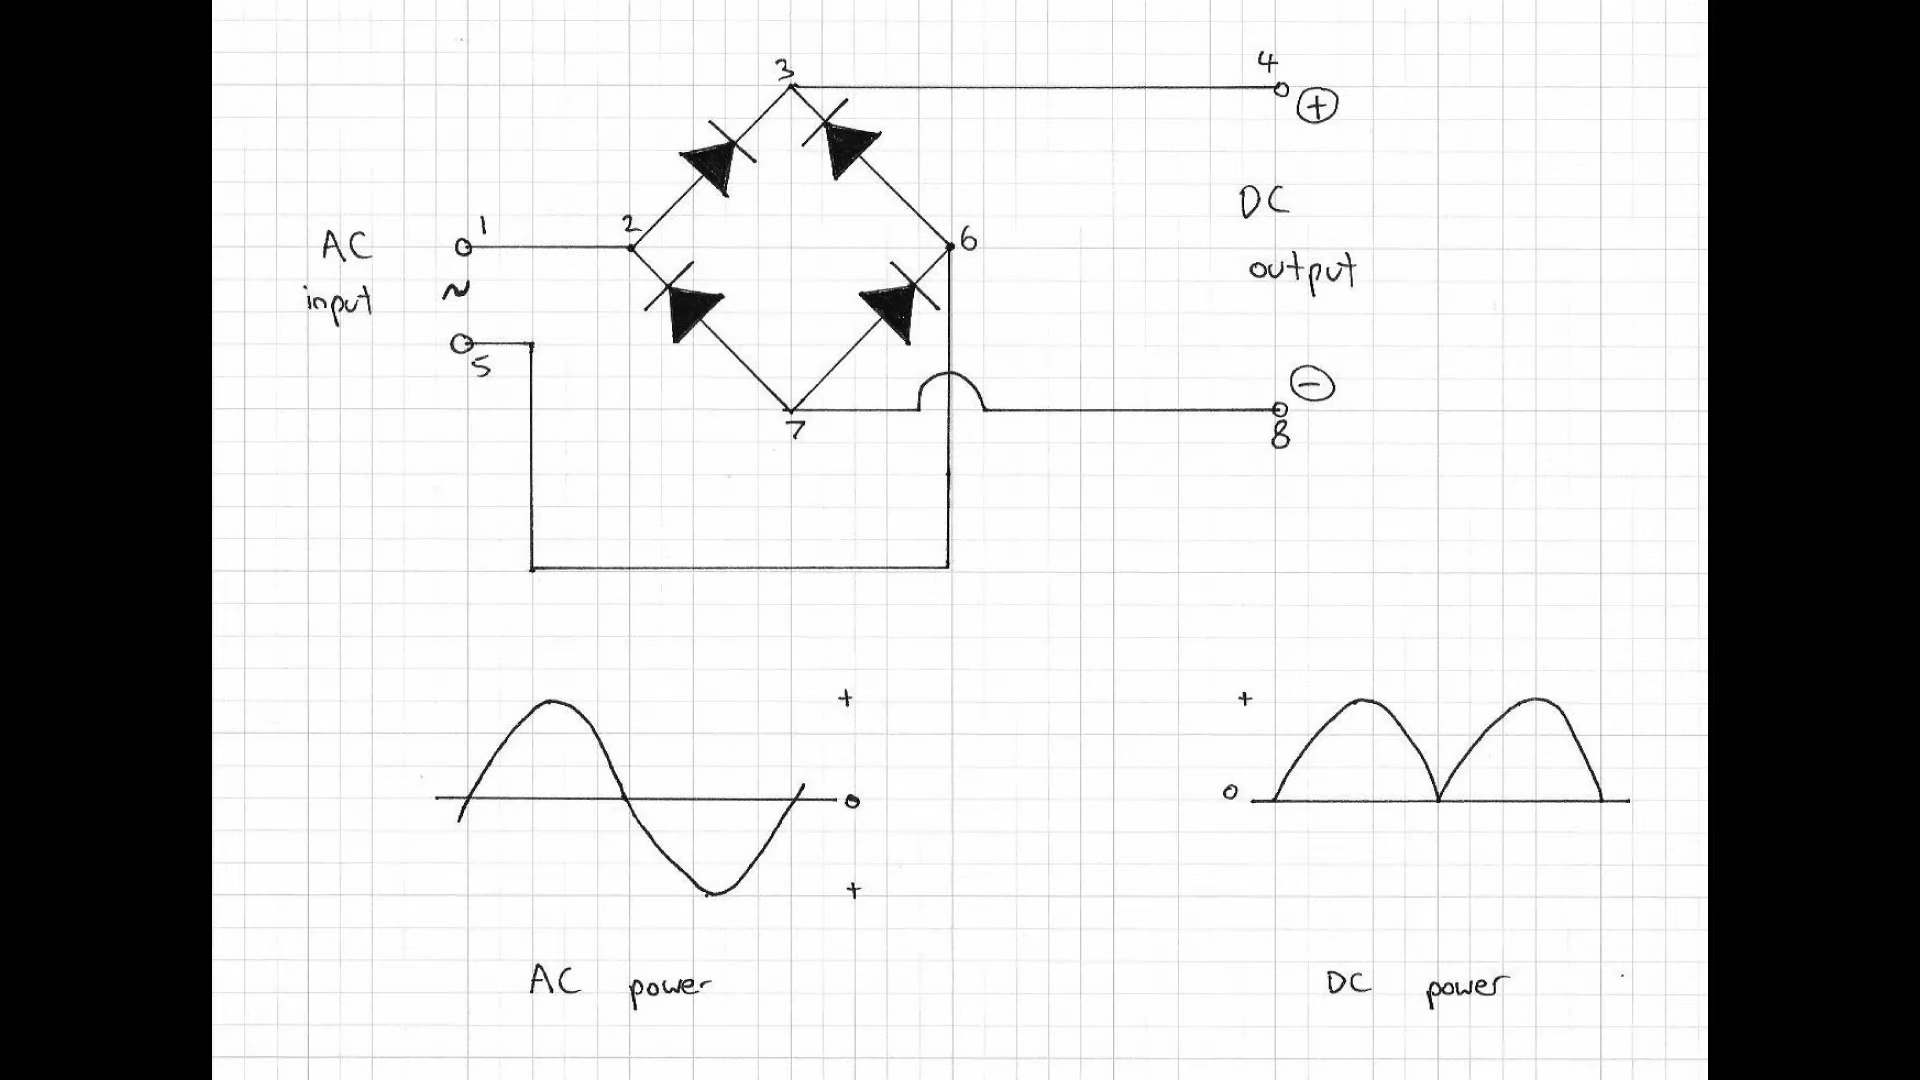 3
4
+
1
2
6
AC
input
~
5
DC
output
−
7
8
+
0
+
AC power
+
0
DC power